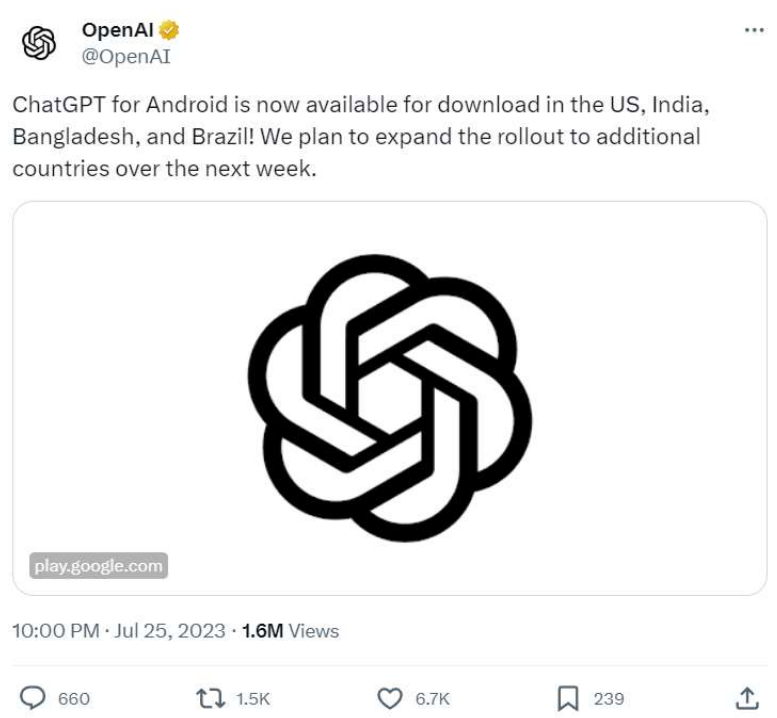 OpenAI
@OpenAI
ChatGPT for Android is now available for download in the US, India,
Bangladesh, and Brazil! We plan to expand the rollout to additional
countries over the next week.
play.google.com
10:00 PM · Jul 25, 2023 · 1.6M Views
660 1.5K 6.7K 239